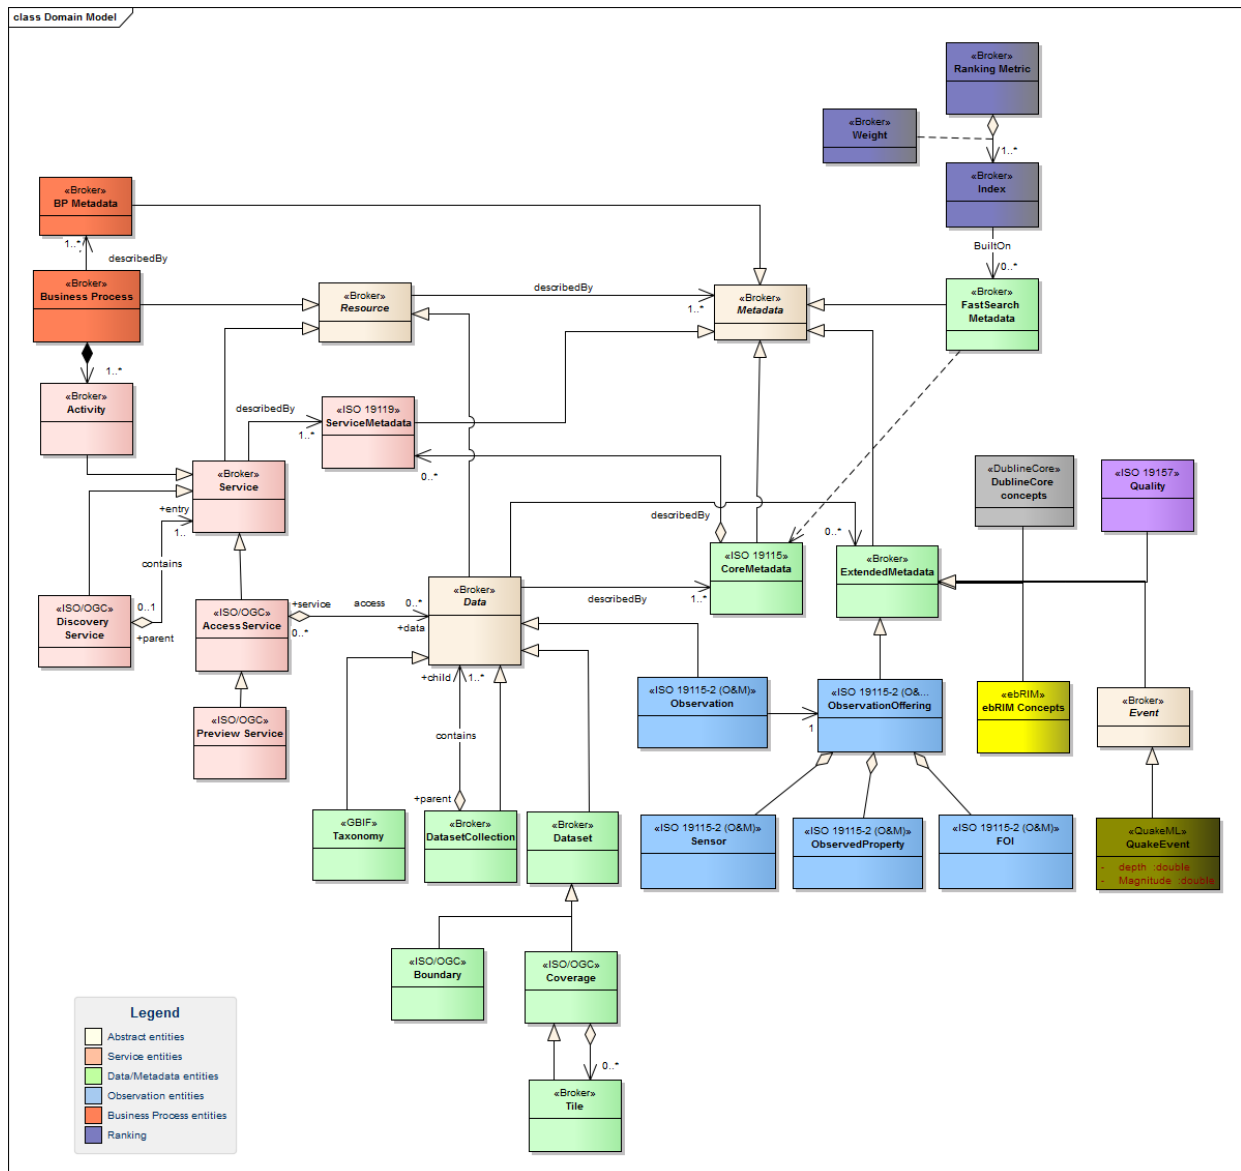 class Domain Model
«Broker»
Ranking Metric
«Broker»
Weight
1..*
«Broker»
Index
«Broker»
BP Metadata
1..*
describedBy
BuiltOn
0..*
«Broker»
Business Process
«Broker»
Resource
describedBy
1..*
«Broker»
Metadata
«Broker»
FastSearch
Metadata
1..*
«Broker»
Activity
describedBy
1..*
«ISO 19119»
ServiceMetadata
0..*
«Broker»
Service
+entry
1..
contains
«DublineCore»
DublineCore
concepts
«ISO 19157»
Quality
describedBy
0..*
«ISO 19115»
CoreMetadata
«Broker»
ExtendedMetadata
«ISO/OGC»
Discovery
Service
0..1
+parent
«ISO/OGC»
AccessService
+service
access
0..*
0..*
+data
«Broker»
Data
describedBy
1..*
+child
1..*
«ISO 19115-2 (O&M)»
Observation
1
«ISO 19115-2 (O&...
ObservationOffering
«ebRIM»
ebRIM Concepts
«Broker»
Event
«ISO/OGC»
Preview Service
contains
+parent
«GBIF»
Taxonomy
«Broker»
DatasetCollection
«Broker»
Dataset
«ISO 19115-2 (O&M)»
Sensor
«ISO 19115-2 (O&M)»
ObservedProperty
«ISO 19115-2 (O&M)»
FOI
«QuakeML»
QuakeEvent
- depth :double
- Magnitude :double
«ISO/OGC»
Boundary
«ISO/OGC»
Coverage
0..*
«Broker»
Tile
Legend
Abstract entities
Service entities
Data/Metadata entities
Observation entities
Business Process entities
Ranking